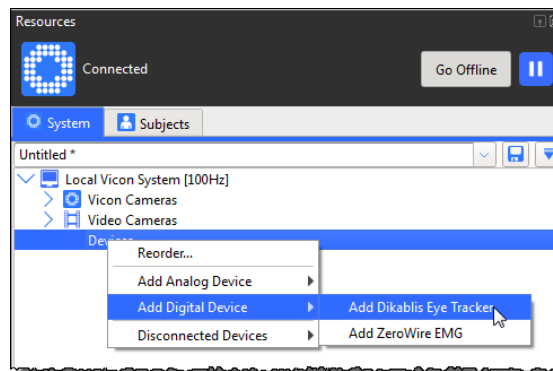 Resources
Connected
Go Offline
System
Subjects
Untitled *
Local Vicon System [100Hz]
Vicon Cameras
Video Cameras
Devices
Reorder...
Add Analog Device
Add Digital Device
Add Dikablis Eye Tracker
Disconnected Devices
Add ZeroWire EMG